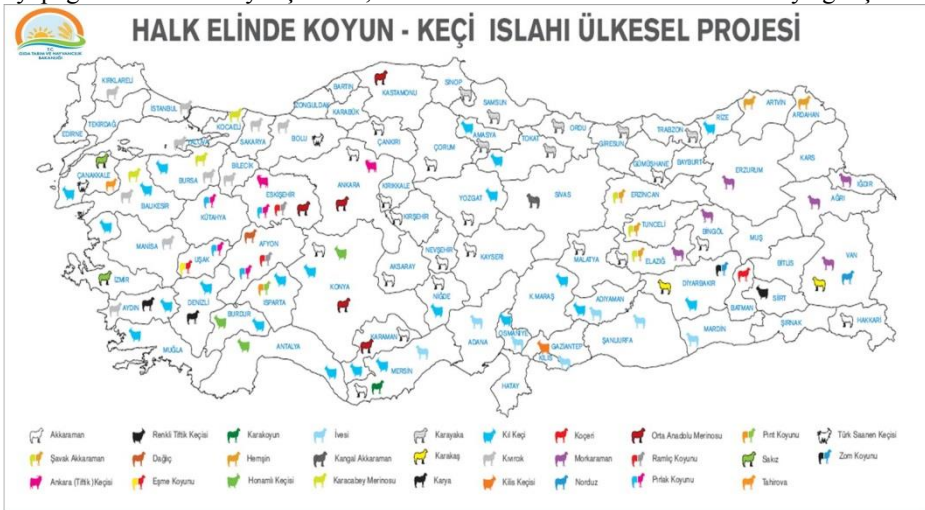 HALK ELİNDE KOYUN - KEÇİ ISLAHI ÜLKESEL PROJESİ
T.C.
GIDA TARIM VE HAYVANCILIK
BAKANLIĞI
KIRKLARELİ
EDİRNE
TEKİRDAĞ
İSTANBUL
KOCAELİ
YALOVA
SAKARYA
ZONGULDAK
BARTIN
KARABÜK
KASTAMONU
SİNOP
SAMSUN
BOLU
ÇANKIRI
ÇORUM
AMASYA
TOKAT
ORDU
GİRESUN
TRABZON
RİZE
ARTVİN
ARDAHAN
ÇANAKKALE
BALIKESİR
BURSA
BİLECİK
ESKİŞEHİR
ANKARA
KIRIKKALE
YOZGAT
SİVAS
ERZİNCAN
GÜMÜŞHANE
BAYBURT
ERZURUM
KARS
IĞDIR
AĞRI
KÜTAHYA
KIRŞEHİR
TUNCELİ
BİNGÖL
MUŞ
MANİSA
UŞAK
AFYON
NEVŞEHİR
KAYSERİ
MALATYA
ELAZIĞ
BİTLİS
VAN
İZMİR
AKSARAY
KONYA
NİĞDE
K.MARAŞ
ADIYAMAN
DİYARBAKIR
BATMAN
SİİRT
AYDIN
DENİZLİ
ISPARTA
BURDUR
ŞIRNAK
HAKKARİ
MUĞLA
ANTALYA
KARAMAN
MERSİN
ADANA
OSMANİYE
GAZİANTEP
KİLİS
ŞANLIURFA
MARDİN
HATAY
Akkaraman Renkli Tiftik Keçisi Karakoyun İvesi Karayaka Kıl Keçi Koçeri Orta Anadolu Merinosu Pırıt Koyunu Türk Saanen Keçisi
Şavak Akkaraman Dağlıç Hemşin Kangal Akkaraman Karakaş Kıvırcık Morkaraman Ramlıç Koyunu Sakız Zom Koyunu
Ankara (Tiftik) Keçisi Eşme Koyunu Honamlı Keçisi Karacabey Merinosu Karya Kilis Keçisi Norduz Pırlak Koyunu Tahirova